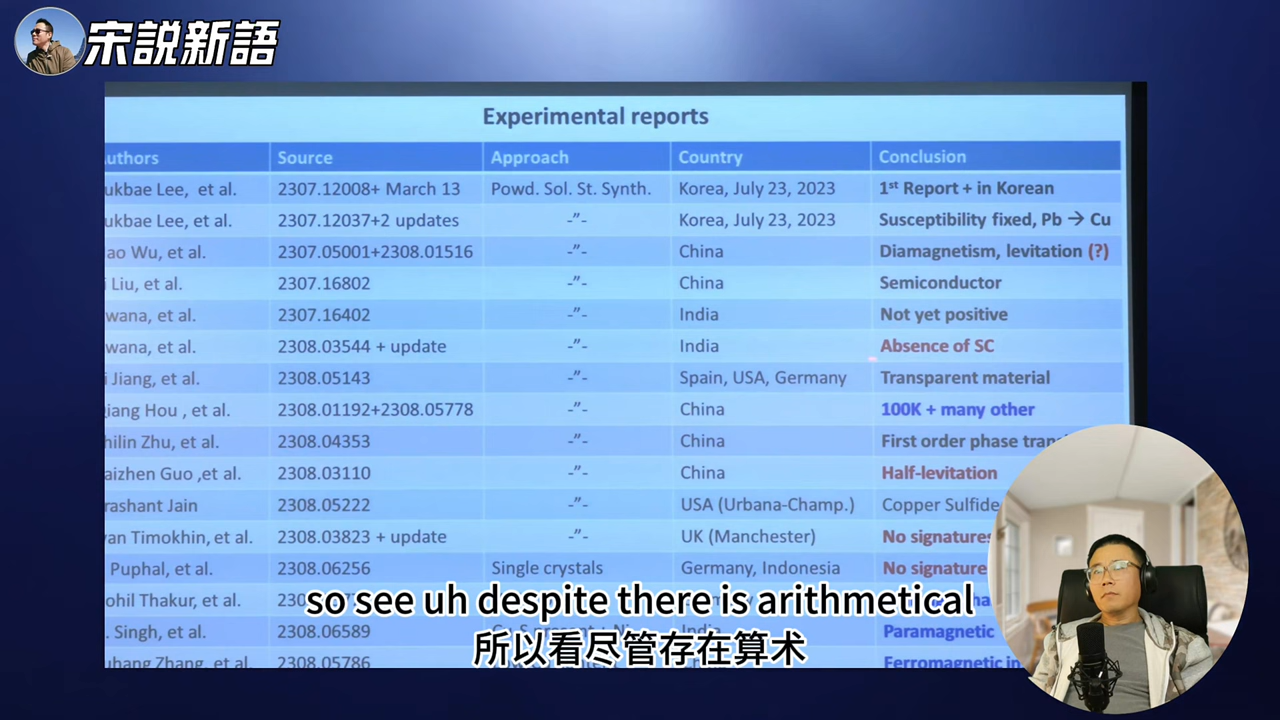 宋説新語
Experimental reports
uthors Source Approach Country Conclusion
ukbae Lee, et al. 2307.12008+ March 13 Powd. Sol. St. Synth. Korea, July 23, 2023 1st Report + in Korean
ukbae Lee, et al. 2307.12037+2 updates -”- Korea, July 23, 2023 Susceptibility fixed, Pb → Cu
ao Wu, et al. 2307.05001+2308.01516 -”- China Diamagnetism, levitation (?)
i Liu, et al. 2307.16802 -”- China Semiconductor
wana, et al. 2307.16402 -”- India Not yet positive
wana, et al. 2308.03544 + update -”- India Absence of SC
i Jiang, et al. 2308.05143 -”- Spain, USA, Germany Transparent material
qiang Hou , et al. 2308.01192+2308.05778 -”- China 100K + many other
hilin Zhu, et al. 2308.04353 -”- China First order phase tran
aizhen Guo ,et al. 2308.03110 -”- China Half-levitation
rashant Jain 2308.05222 -”- USA (Urbana-Champ.) Copper Sulfide
van Timokhin, et al. 2308.03823 + update -”- UK (Manchester) No signatures
Puphal, et al. 2308.06256 Single crystals Germany, Indonesia No signature
ohil Thakur, et al.
. Singh, et al. 2308.06589 India Paramagnetic
uhang Zhang, et al. 2308.05786 Ferromagnetic in
so see uh despite there is arithmetical
所以看尽管存在算术